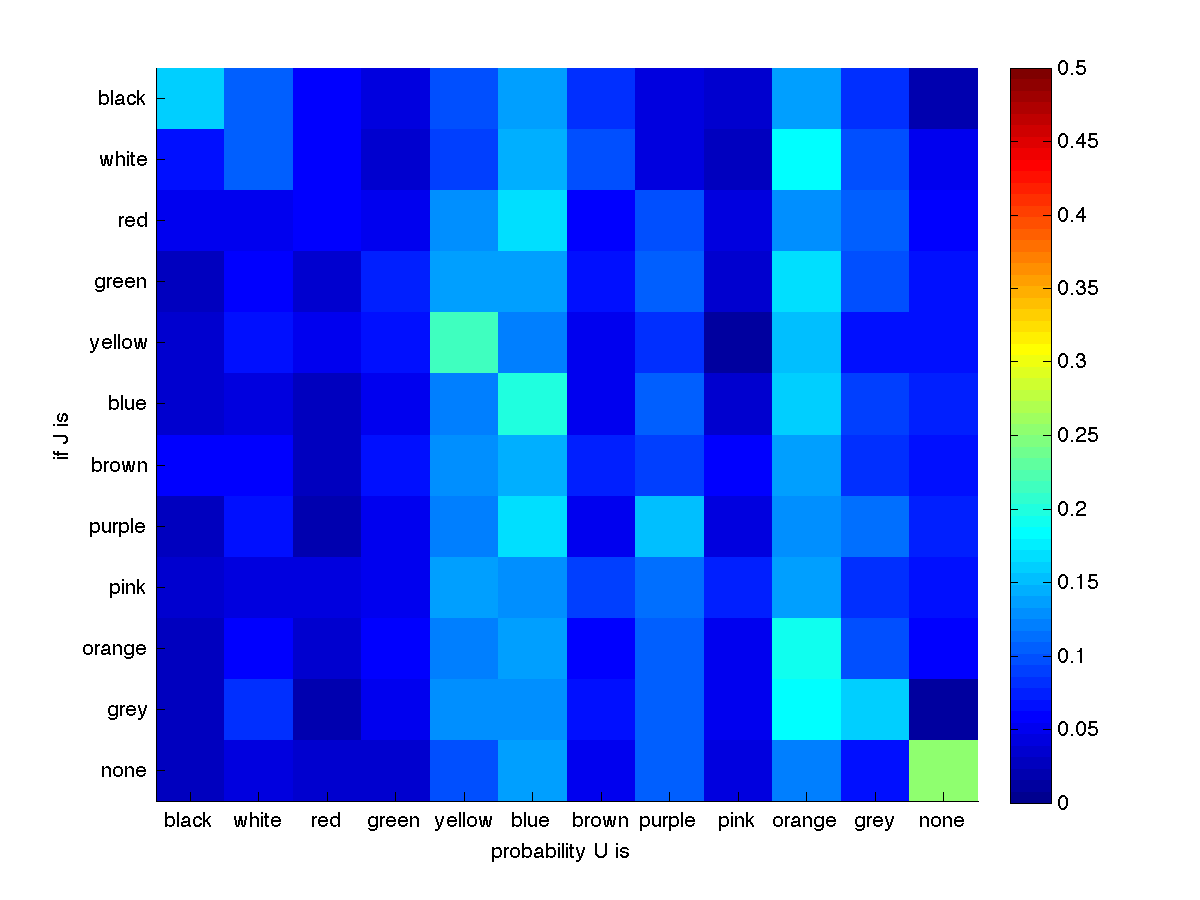 black
white
red
green
yellow
blue
brown
purple
pink
orange
grey
none
if J is
black white red green yellow blue brown purple pink orange grey none
probability U is
0.5
0.45
0.4
0.35
0.3
0.25
0.2
0.15
0.1
0.05
0